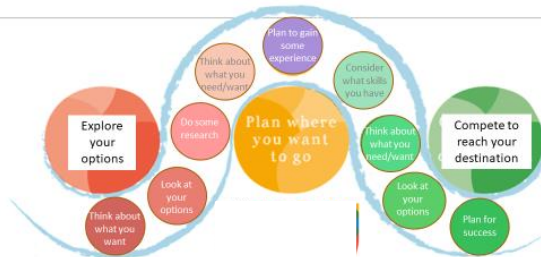 Explore
your
options
Think about
what you
want
Look at
your
options
Do some
research
Think about
what you
need/want
Plan to gain
some
experience
Plan where
you want
to go
Consider
what skills
you have
Think about
what you
need/want
Look at
your
options
Plan for
success
Compete to
reach your
destination